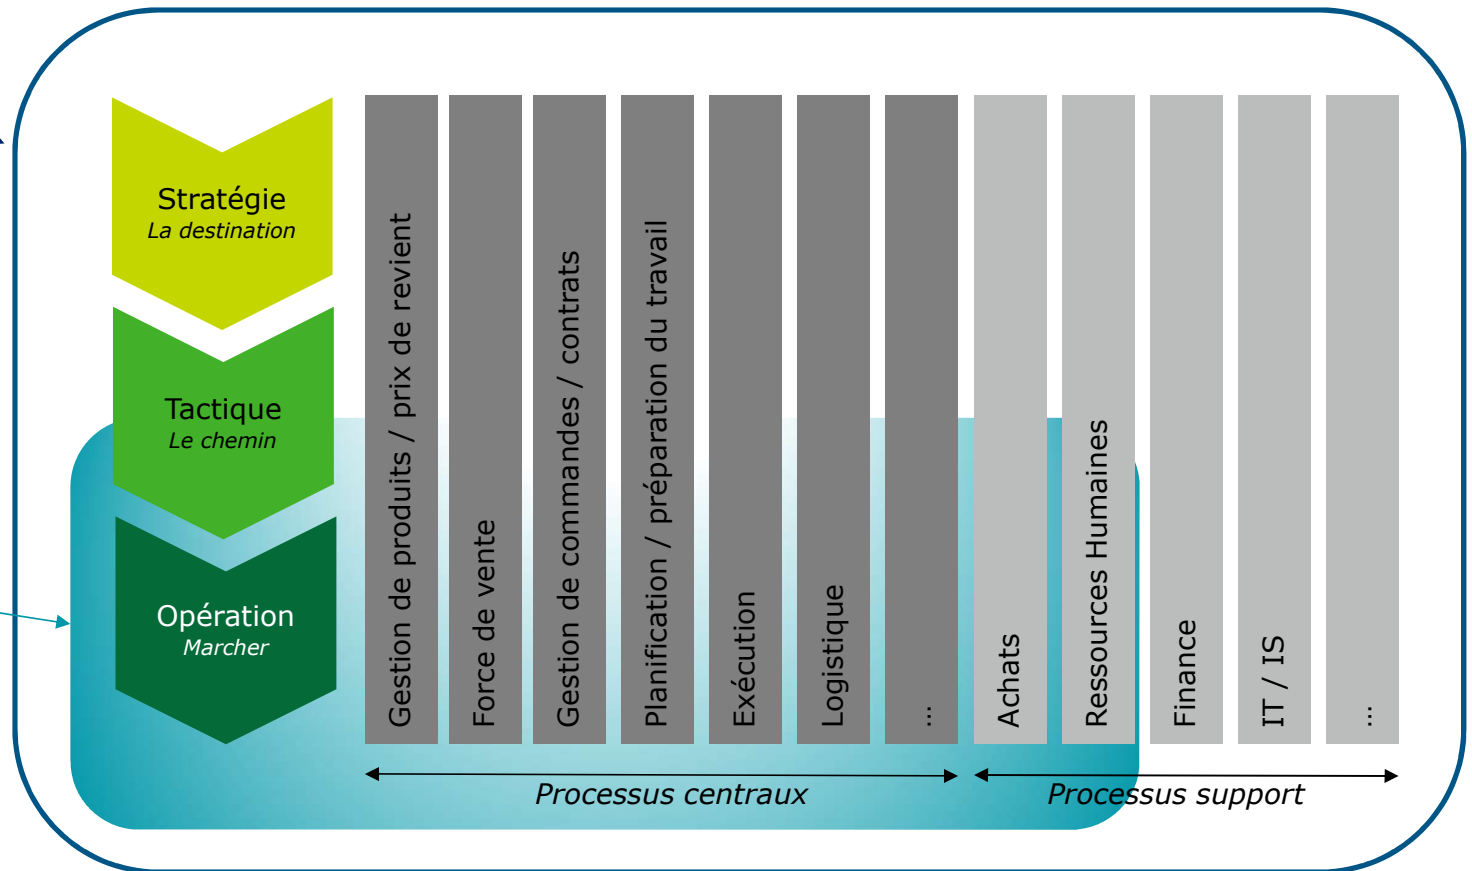 Stratégie
La destination
Tactique
Le chemin
Opération
Marcher
Gestion de produits / prix de revient
Force de vente
Gestion de commandes / contrats
Planification / préparation du travail
Exécution
Logistique
...
Achats
Ressources Humaines
Finance
IT / IS
...
Processus centraux
Processus support